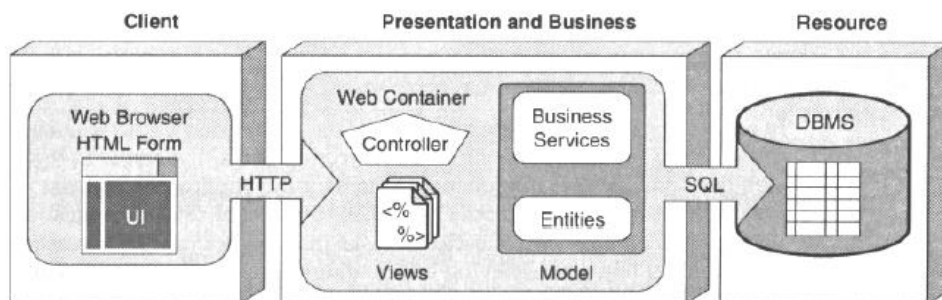 Client
Presentation and Business
Resource
Web Browser
HTML Form
UI
HTTP
Web Container
Controller
<%
%>
Views
Business
Services
Entities
Model
SQL
DBMS